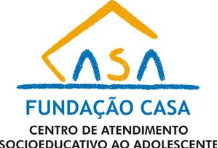 CASA
FUNDAÇÃO CASA
CENTRO DE ATENDIMENTO
SOCIOEDUCATIVO AO ADOLESCENTE